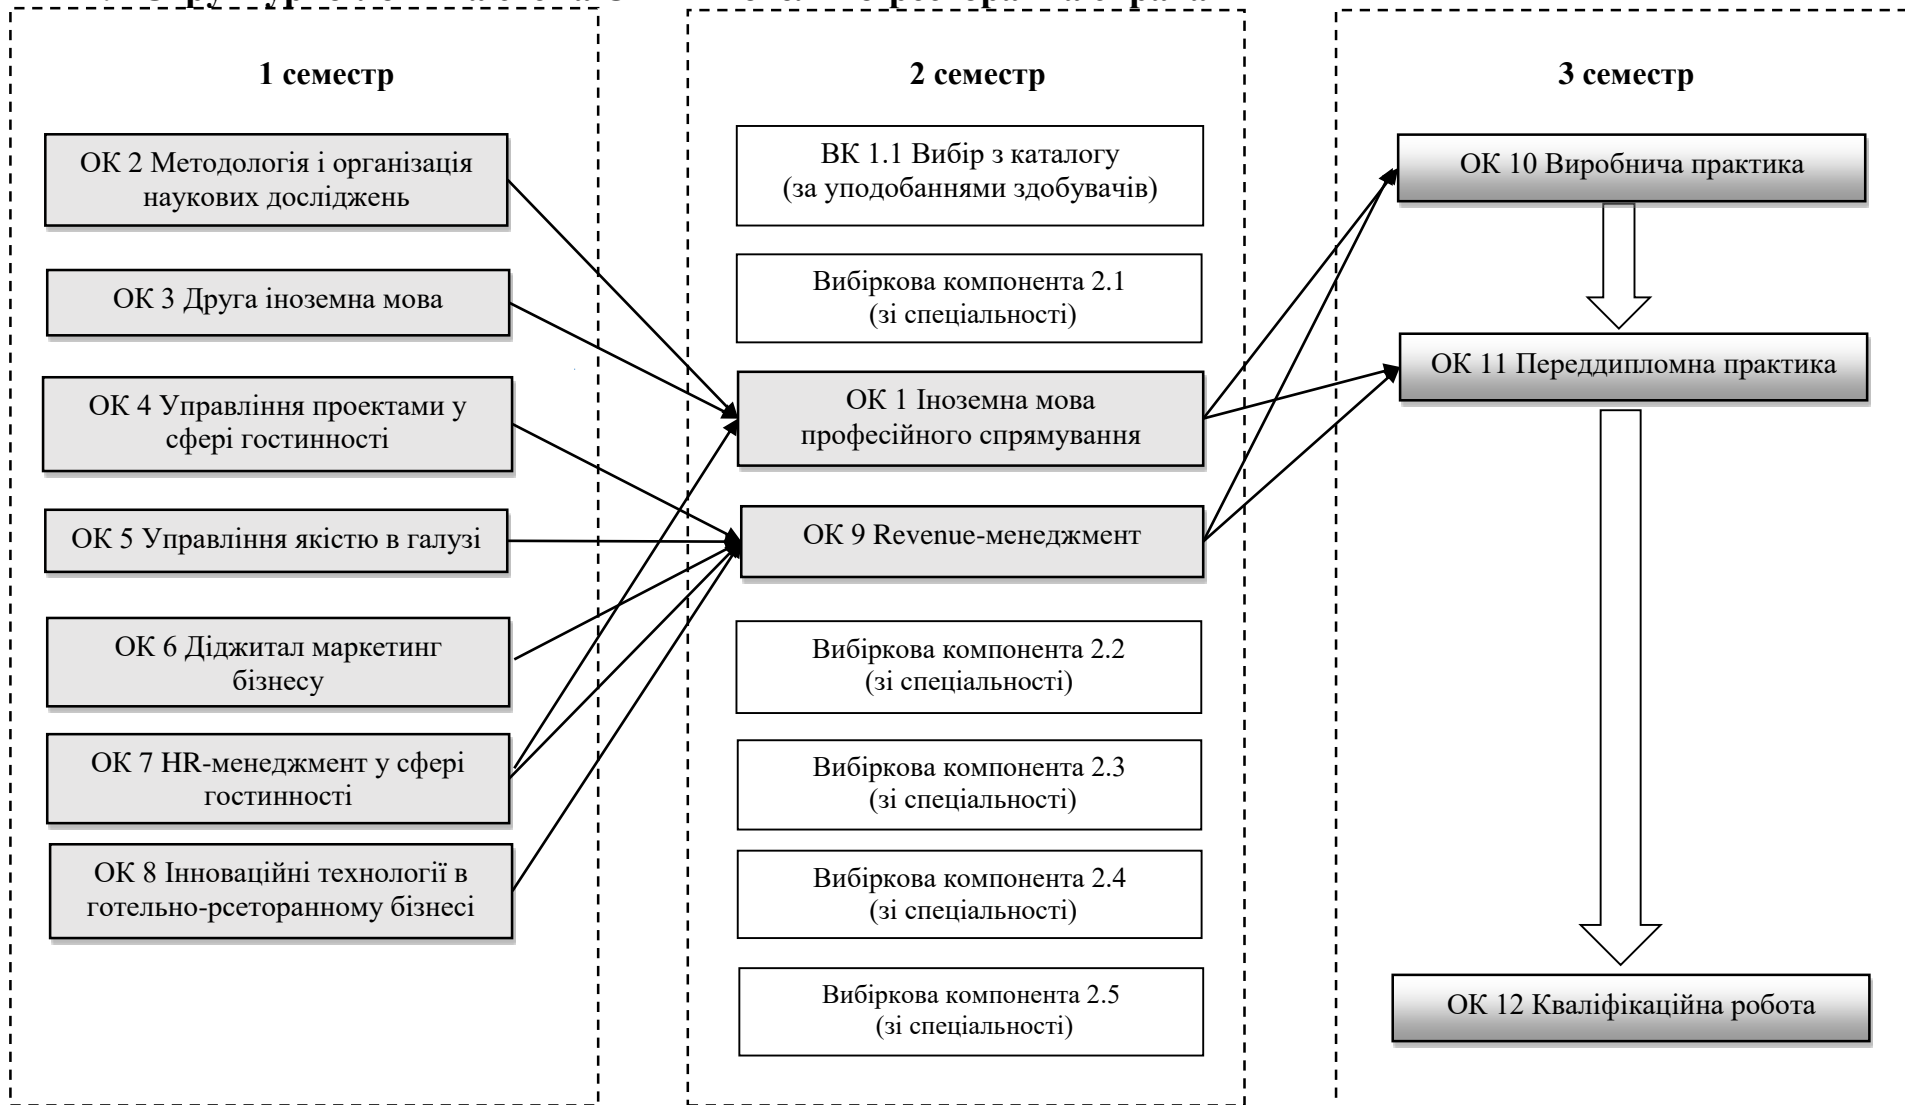 1 семестр
ОК 2 Методологія і організація
наукових досліджень
ОК 3 Друга іноземна мова
ОК 4 Управління проектами у
сфері гостинності
ОК 5 Управління якістю в галузі
ОК 6 Діджитал маркетинг
бізнесу
ОК 7 HR-менеджмент у сфері
гостинності
ОК 8 Інноваційні технології в
готельно-рсеторанному бізнесі
2 семестр
ВК 1.1 Вибір з каталогу
(за уподобаннями здобувачів)
Вибіркова компонента 2.1
(зі спеціальності)
ОК 1 Іноземна мова
професійного спрямування
ОК 9 Revenue-менеджмент
Вибіркова компонента 2.2
(зі спеціальності)
Вибіркова компонента 2.3
(зі спеціальності)
Вибіркова компонента 2.4
(зі спеціальності)
Вибіркова компонента 2.5
(зі спеціальності)
3 семестр
ОК 10 Виробнича практика
ОК 11 Переддипломна практика
ОК 12 Кваліфікаційна робота